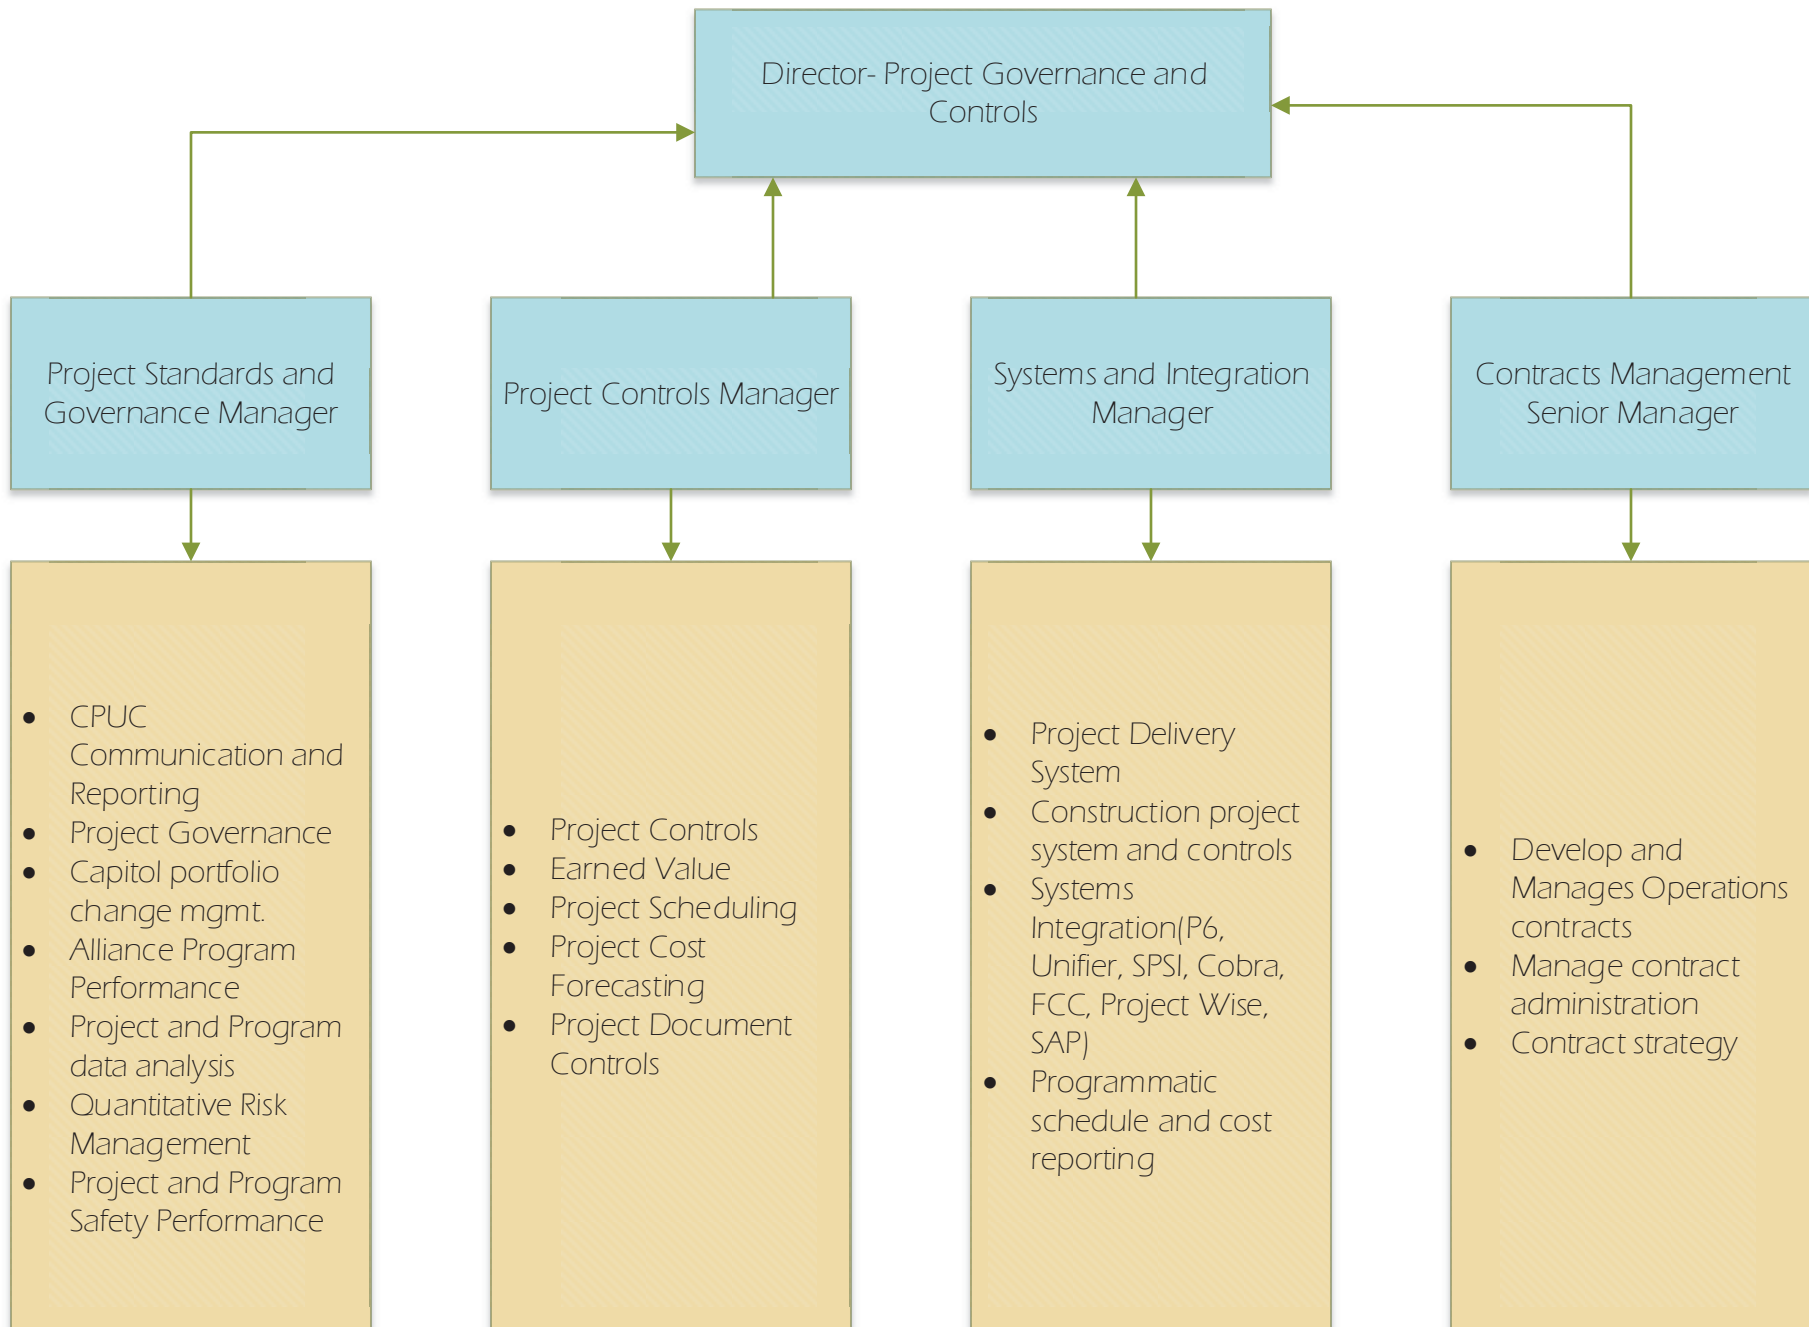 Director- Project Governance and
Controls
Project Standards and
Governance Manager
Project Controls Manager
Systems and Integration
Manager
Contracts Management
Senior Manager
• CPUC
Communication and
Reporting
• Project Governance
• Capitol portfolio
change mgmt.
• Alliance Program
Performance
• Project and Program
data analysis
• Quantitative Risk
Management
• Project and Program
Safety Performance
• Project Controls
• Earned Value
• Project Scheduling
• Project Cost
Forecasting
• Project Document
Controls
• Project Delivery
System
• Construction project
system and controls
• Systems
Integration(P6,
Unifier, SPSI, Cobra,
FCC, Project Wise,
SAP)
• Programmatic
schedule and cost
reporting
• Develop and
Manages Operations
contracts
• Manage contract
administration
• Contract strategy